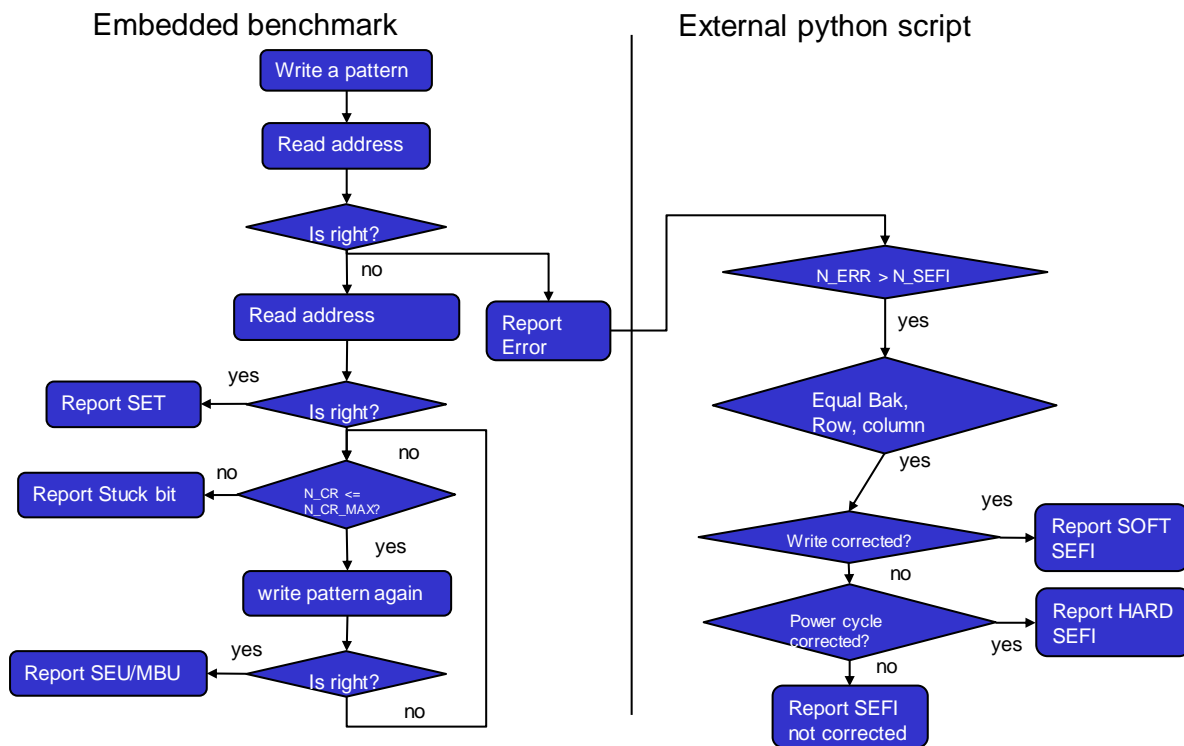 Embedded benchmark
External python script
Write a pattern
Read address
Is right?
no
Read address
Report
Error
yes
Report SET
Is right?
no
no
Report Stuck bit
N_CR <=
N_CR_MAX?
yes
write pattern again
yes
Report SEU/MBU
Is right?
no
N_ERR > N_SEFI
yes
Equal Bak,
Row, column
yes
yes
Write corrected?
Report SOFT
SEFI
no
Power cycle
corrected?
yes
Report HARD
SEFI
no
Report SEFI
not corrected